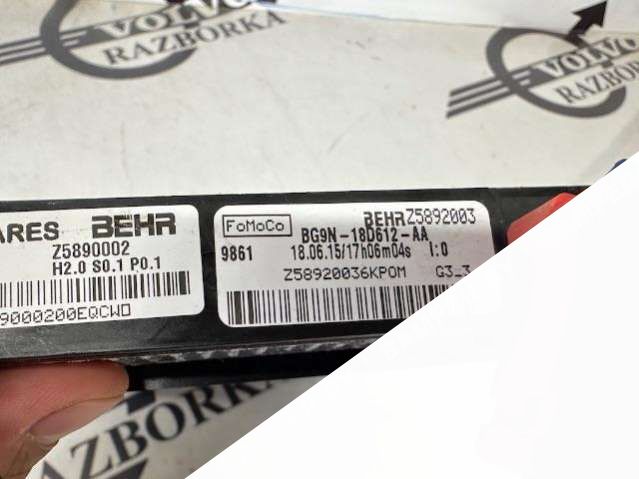 VOLVO
RAZBORKA
VOLVO
RAZBORKA
ARES BEHR
Z5890002
H2.0 S0.1 P0.1
9000200EQCWO
FoMoCo
BEHR Z5892003
BG9N-18D612-AA
9861 18.06.15/17h06m04s I:0
Z58920036KPOM G3_3
RAZBORKA